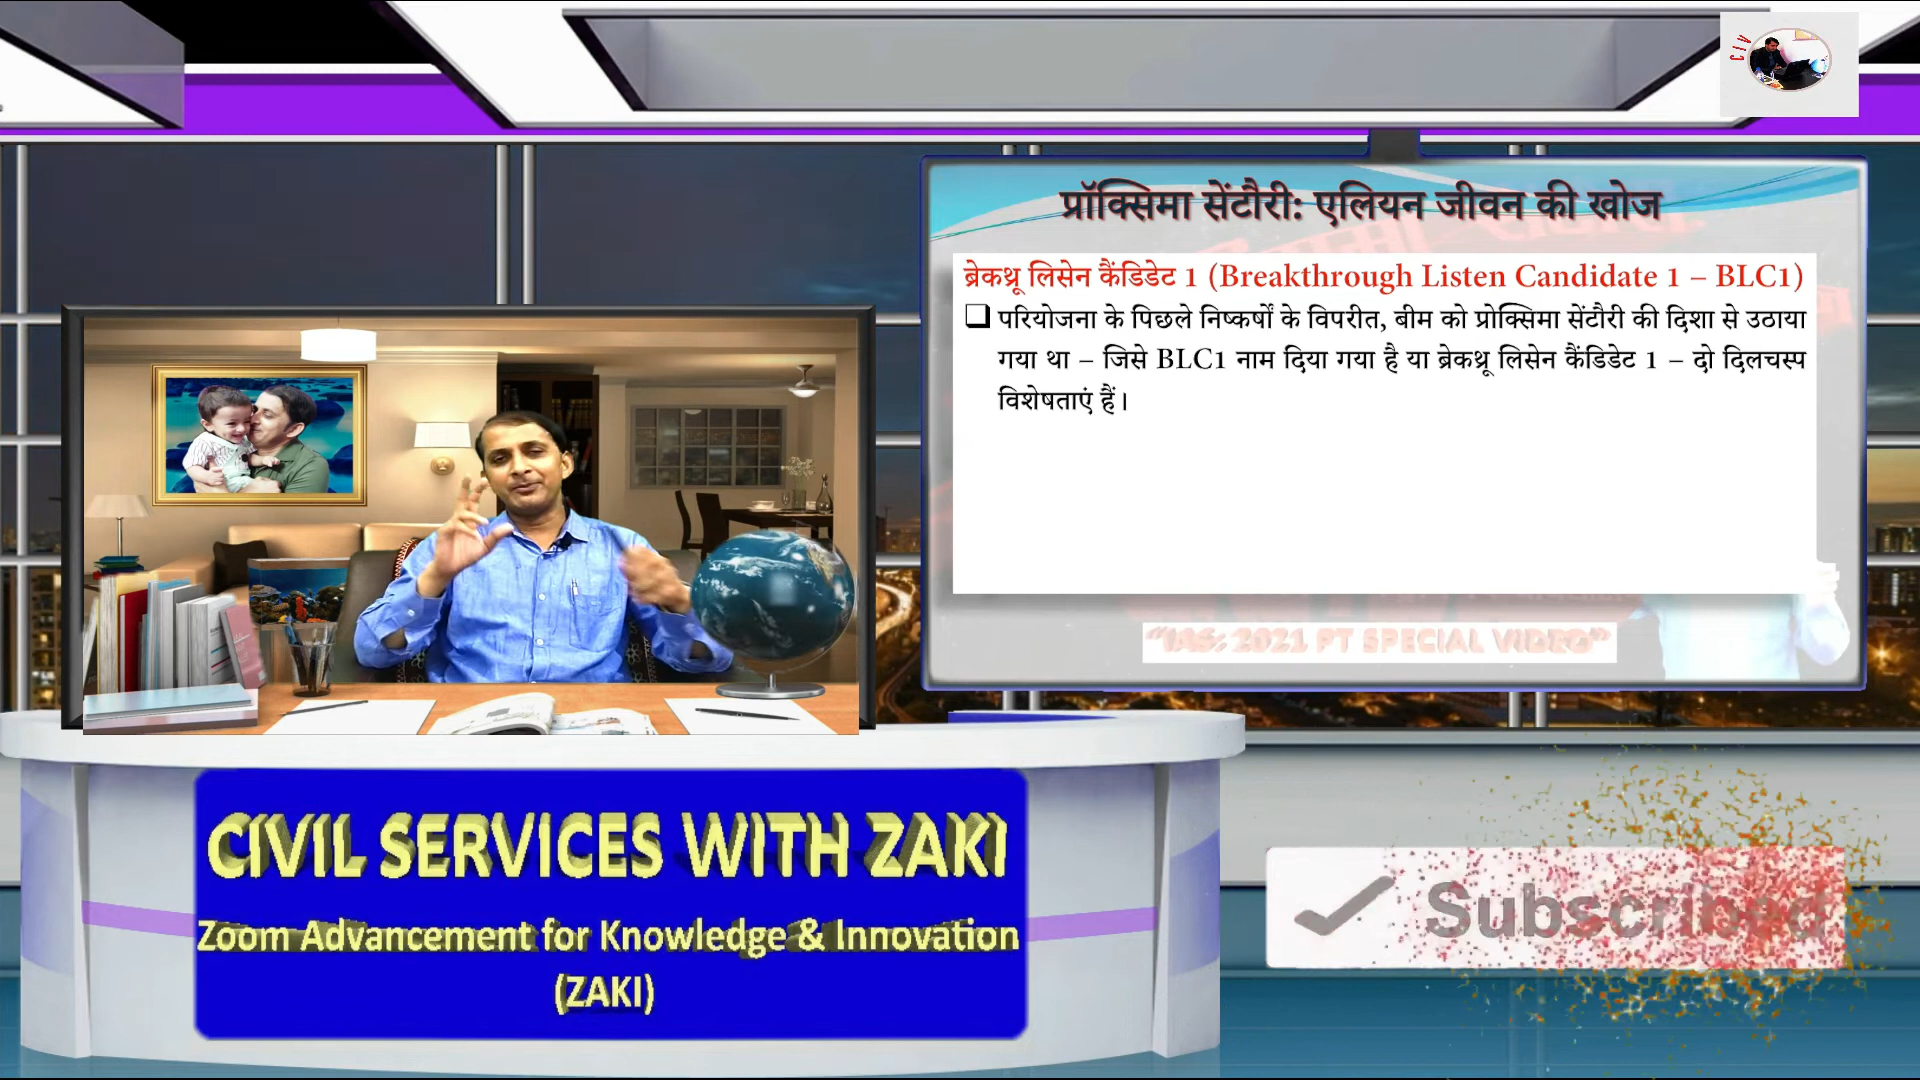 CIV
प्रॉक्सिमा सेंटौरी: एलियन जीवन की खोज
ब्रेकथ्रू लिसेन कैंडिडेट 1 (Breakthrough Listen Candidate 1 – BLC1)
❑ परियोजना के पिछले निष्कर्षों के विपरीत, बीम को प्रोक्सिमा सेंटौरी की दिशा से उठाया
गया था – जिसे BLC1 नाम दिया गया है या ब्रेकथ्रू लिसेन कैंडिडेट 1 – दो दिलचस्प
विशेषताएं हैं।
“IAS: 2021 PT SPECIAL VIDEO”
CIVIL SERVICES WITH ZAKI
Zoom Advancement for Knowledge & Innovation
(ZAKI)
Subscribed